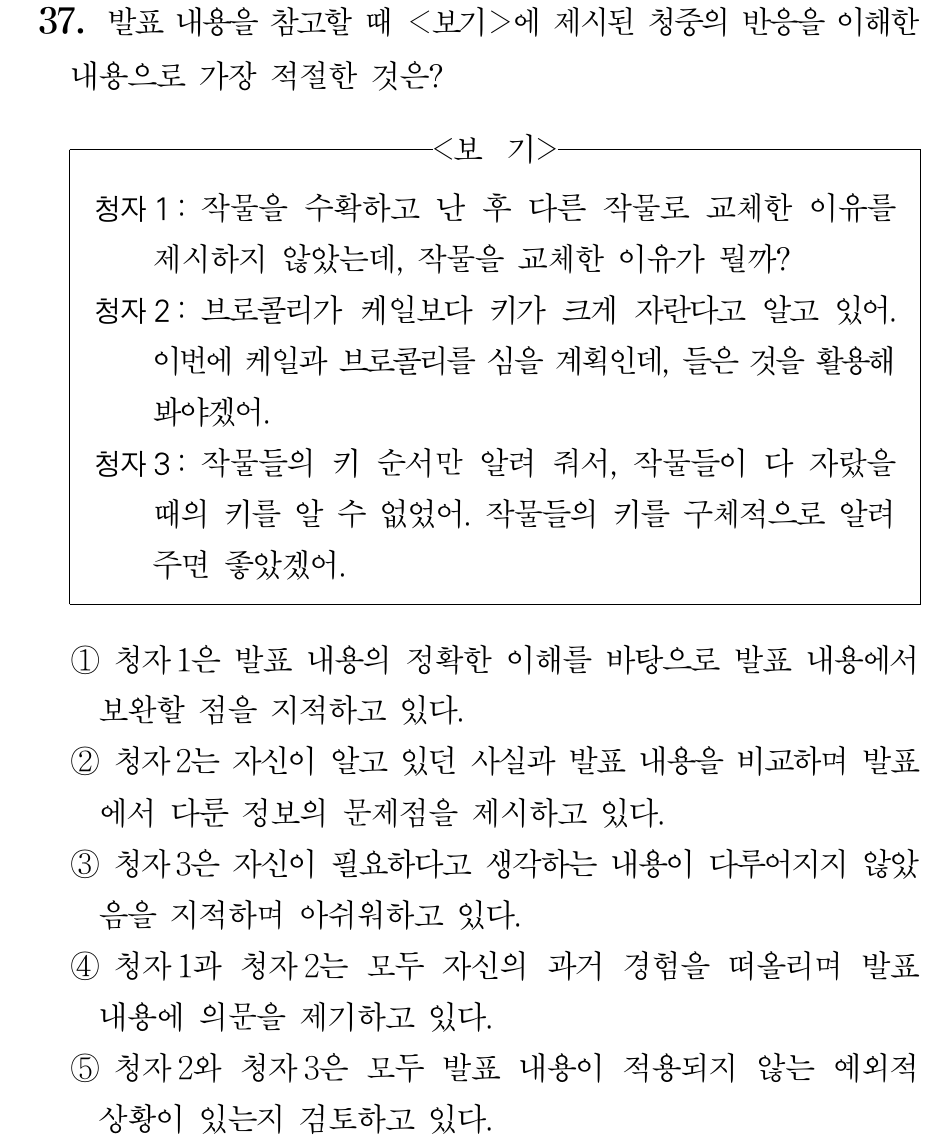 37. 발표 내용을 참고할 때 <보기>에 제시된 청중의 반응을 이해한
내용으로 가장 적절한 것은?
<보 기>
청자 1 : 작물을 수확하고 난 후 다른 작물로 교체한 이유를
제시하지 않았는데, 작물을 교체한 이유가 뭘까?
청자 2 : 브로콜리가 케일보다 키가 크게 자란다고 알고 있어.
이번에 케일과 브로콜리를 심을 계획인데, 들은 것을 활용해
봐야겠어.
청자 3 : 작물들의 키 순서만 알려 줘서, 작물들이 다 자랐을
때의 키를 알 수 없었어. 작물들의 키를 구체적으로 알려
주면 좋았겠어.
① 청자 1은 발표 내용의 정확한 이해를 바탕으로 발표 내용에서
보완할 점을 지적하고 있다.
② 청자 2는 자신이 알고 있던 사실과 발표 내용을 비교하며 발표
에서 다룬 정보의 문제점을 제시하고 있다.
③ 청자 3은 자신이 필요하다고 생각하는 내용이 다루어지지 않았
음을 지적하며 아쉬워하고 있다.
④ 청자 1과 청자 2는 모두 자신의 과거 경험을 떠올리며 발표
내용에 의문을 제기하고 있다.
⑤ 청자 2와 청자 3은 모두 발표 내용이 적용되지 않는 예외적
상황이 있는지 검토하고 있다.